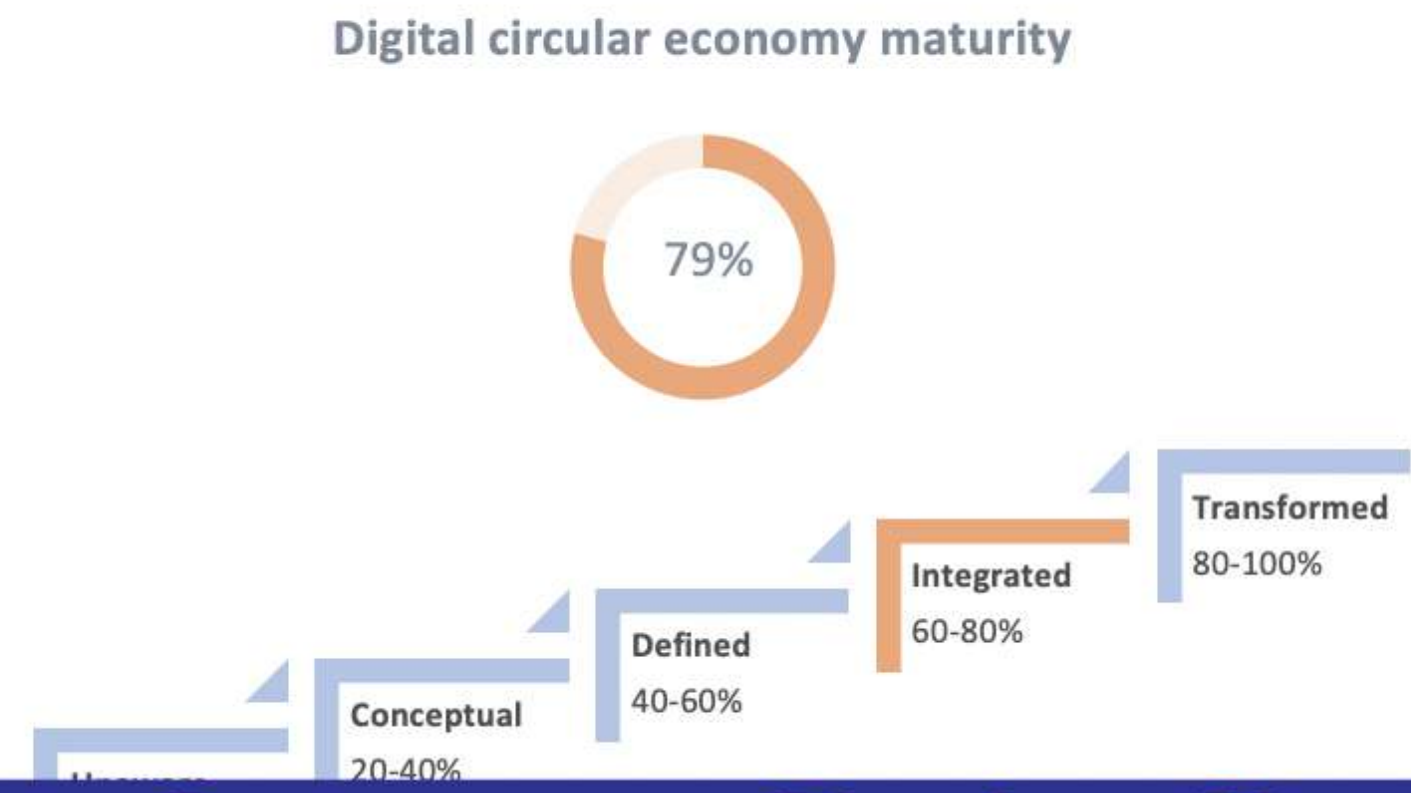 Digital circular economy maturity
79%
Transformed
80-100%
Integrated
60-80%
Defined
40-60%
Conceptual
20-40%